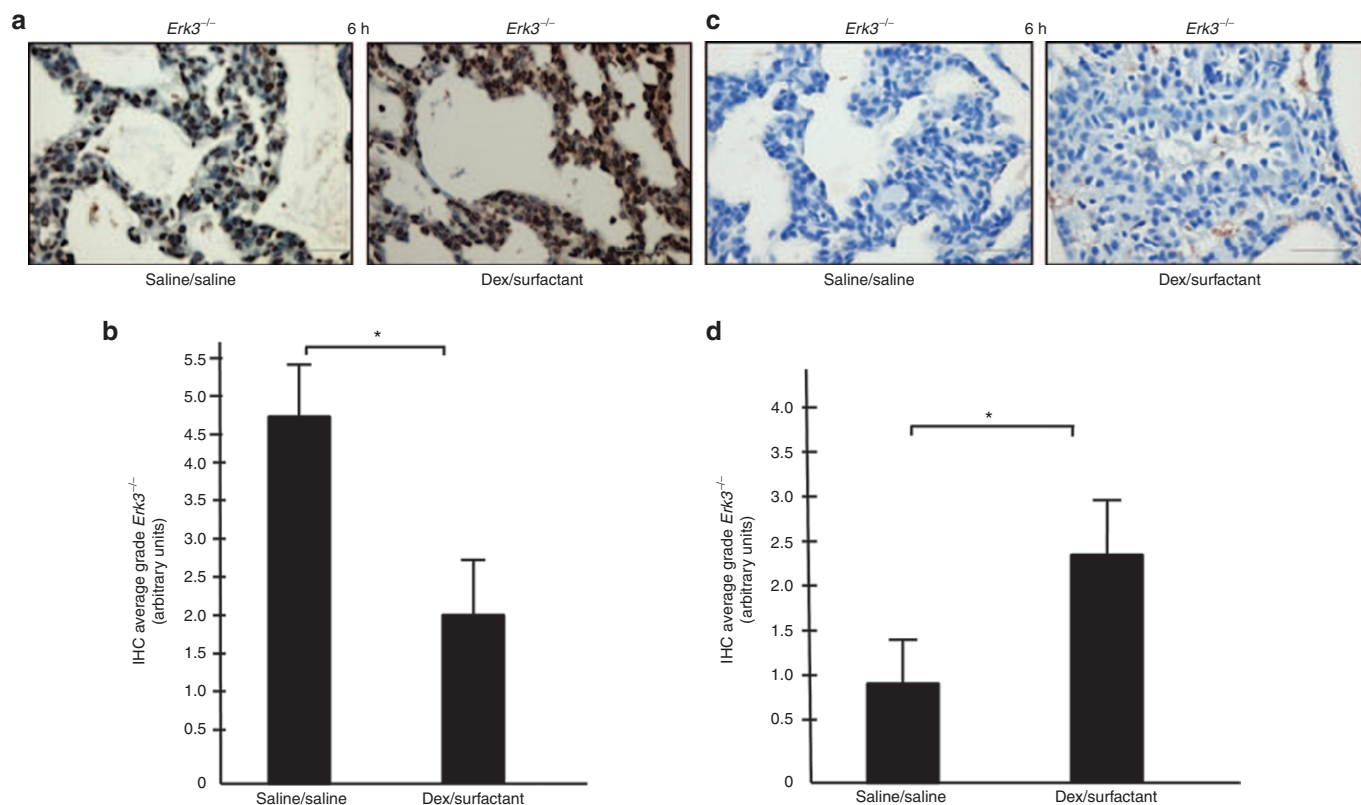 a
Erk3−/− 6 h Erk3−/−
Saline/saline Dex/surfactant
c
Erk3−/− 6 h Erk3−/−
Saline/saline Dex/surfactant
b
*
IHC average grade Erk3−/−
(arbitrary units)
5.5
5.0
4.5
4.0
3.5
3.0
2.5
2.0
1.5
1.0
0.5
0
Saline/saline Dex/surfactant
d
*
IHC average grade Erk3−/−
(arbitrary units)
4.0
3.5
3.0
2.5
2.0
1.5
1.0
0.5
0
Saline/saline Dex/surfactant